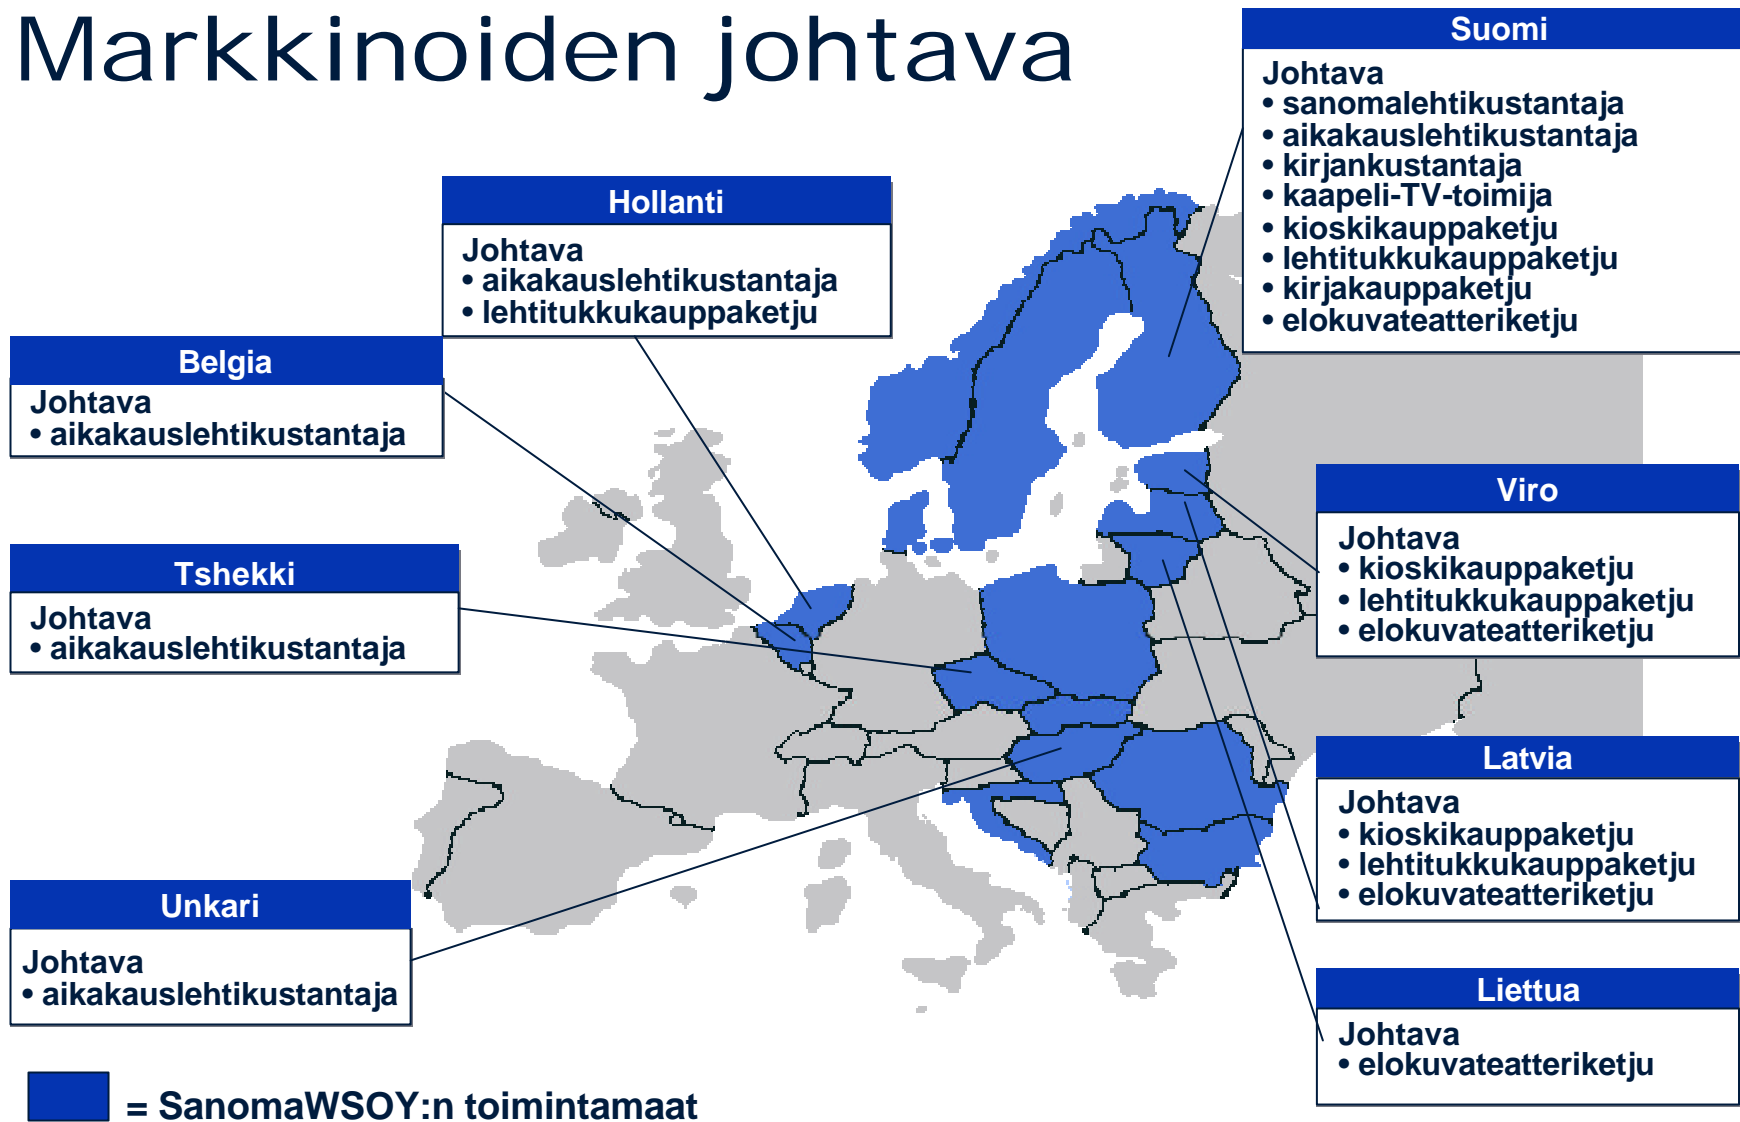 Markkinoiden johtava
Suomi
Johtava
• sanomalehtikustantaja
• aikakauslehtikustantaja
• kirjankustantaja
• kaapeli-TV-toimija
• kioskikauppaketju
• lehtitukkukauppaketju
• kirjakauppaketju
• elokuvateatteriketju
Hollanti
Johtava
• aikakauslehtikustantaja
• lehtitukkukauppaketju
Belgia
Johtava
• aikakauslehtikustantaja
Tshekki
Johtava
• aikakauslehtikustantaja
Unkari
Johtava
• aikakauslehtikustantaja
Viro
Johtava
• kioskikauppaketju
• lehtitukkukauppaketju
• elokuvateatteriketju
Latvia
Johtava
• kioskikauppaketju
• lehtitukkukauppaketju
• elokuvateatteriketju
Liettua
Johtava
• elokuvateatteriketju
= SanomaWSOY:n toimintamaat